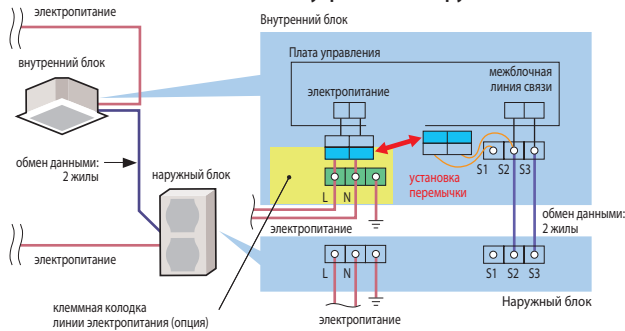 электропитание
Внутренний блок
Плата управления
внутренний блок
межблочная
линия связи
электропитание
обмен данными:
2 жилы
наружный блок
установка
перемычки
S1 S2 S3
L N
обмен данными:
2 жилы
электропитание
электропитание
L N
S1 S2 S3
Наружный блок
клеммная колодка
линии электропитания (опция)
электропитание